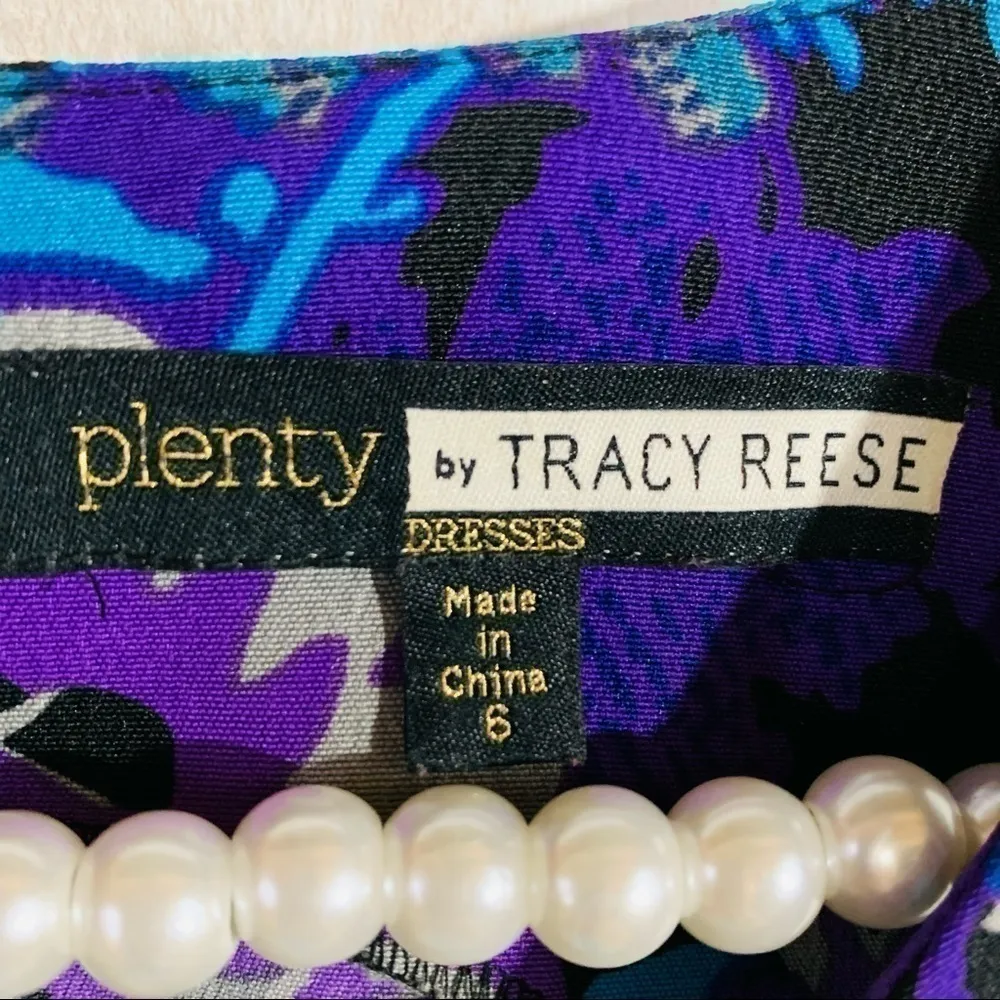 plenty by TRACY REESE
DRESSES
Made
in
China
6